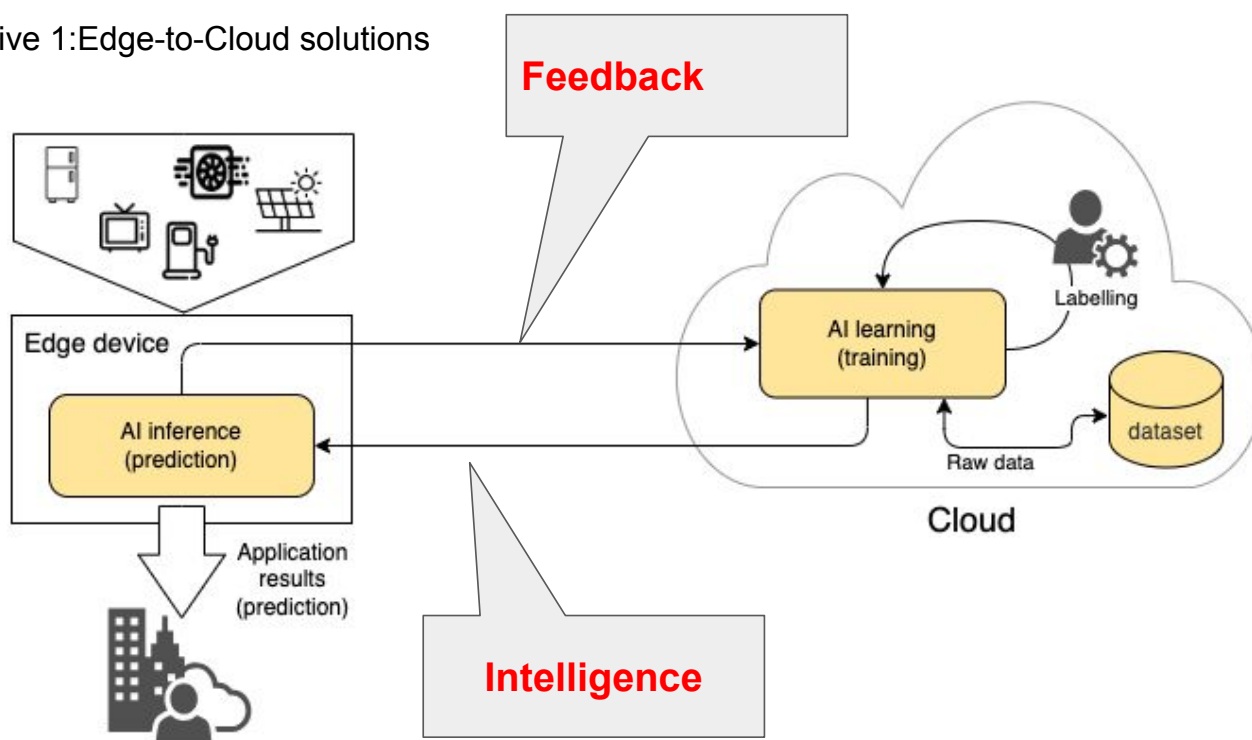 ive 1:Edge-to-Cloud solutions
Feedback
Labelling
AI learning
(training)
Edge device
AI inference
(prediction)
dataset
Raw data
Cloud
Application
results
(prediction)
Intelligence